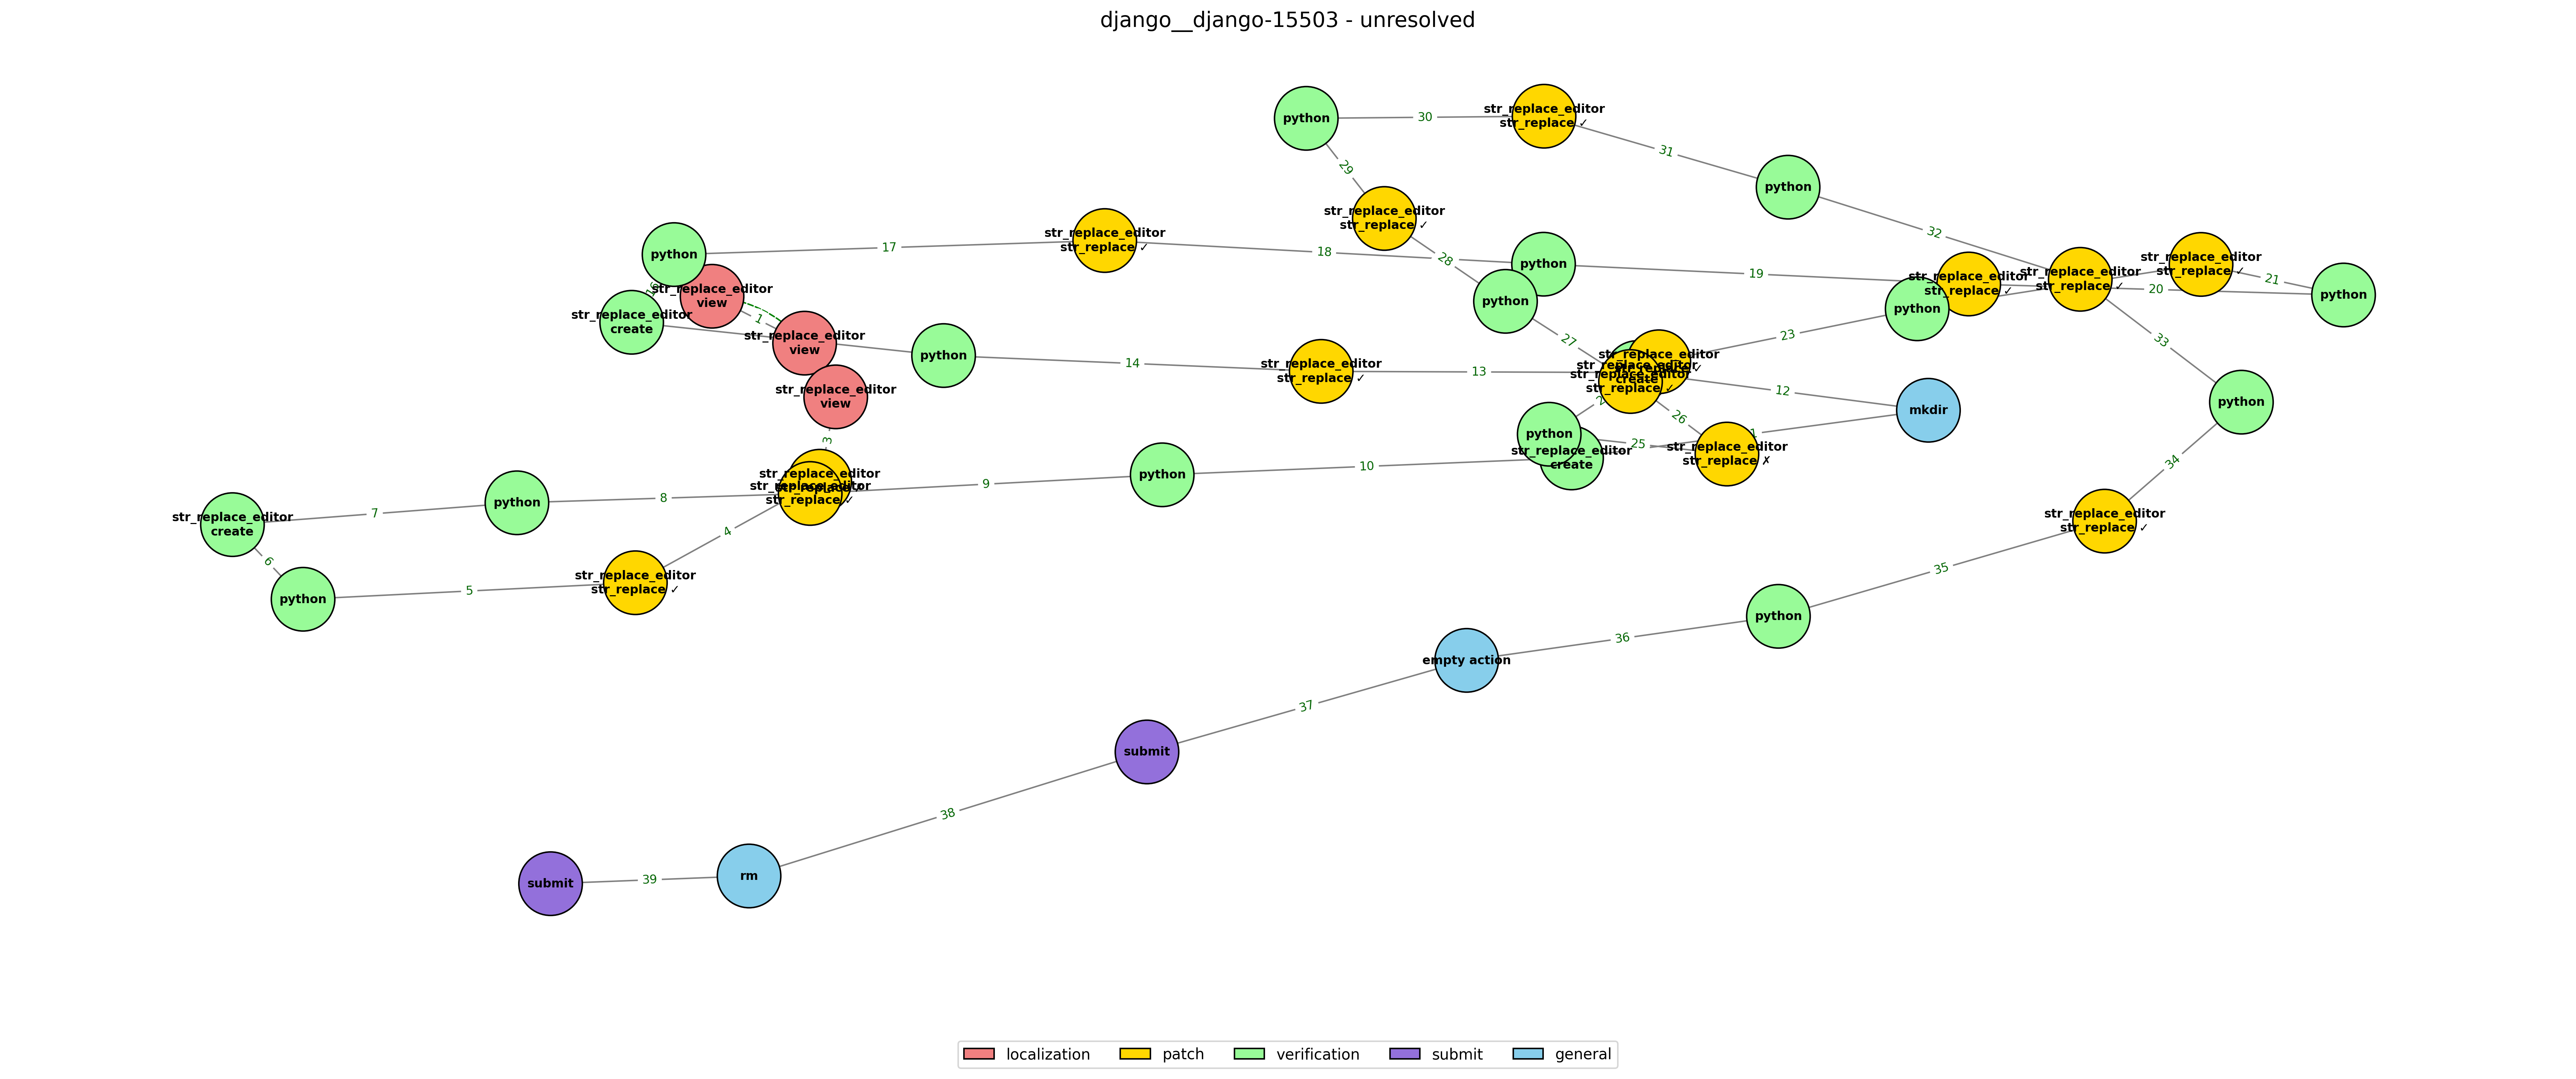 django__django-15503 - unresolved
python
30
str_replace_editor
str_replace ✓
31
python
29
str_replace_editor
str_replace ✓
32
python
17
str_replace_editor
str_replace ✓
18
28
python
19
str_replace_editor
str_replace ✓
str_replace_editor
str_replace ✓
str_replace_editor
str_replace ✓
21
python
20
str_replace_editor
view
1
str_replace_editor
create
python
python
str_replace_editor
view
python
14
str_replace_editor
str_replace ✓
13
27
23
33
str_replace_editor
create
str_replace_editor
str_replace ✓
12
mkdir
python
str_replace_editor
view
26
3
python
25
str_replace_editor
create
str_replace_editor
str_replace ✗
34
str_replace_editor
str_replace_editor
str_replace ✓
9
python
10
str_replace_editor
create
7
python
8
4
str_replace_editor
str_replace ✓
6
python
5
str_replace_editor
str_replace ✓
35
python
36
empty action
37
submit
38
rm
39
submit
localization
patch
verification
submit
general